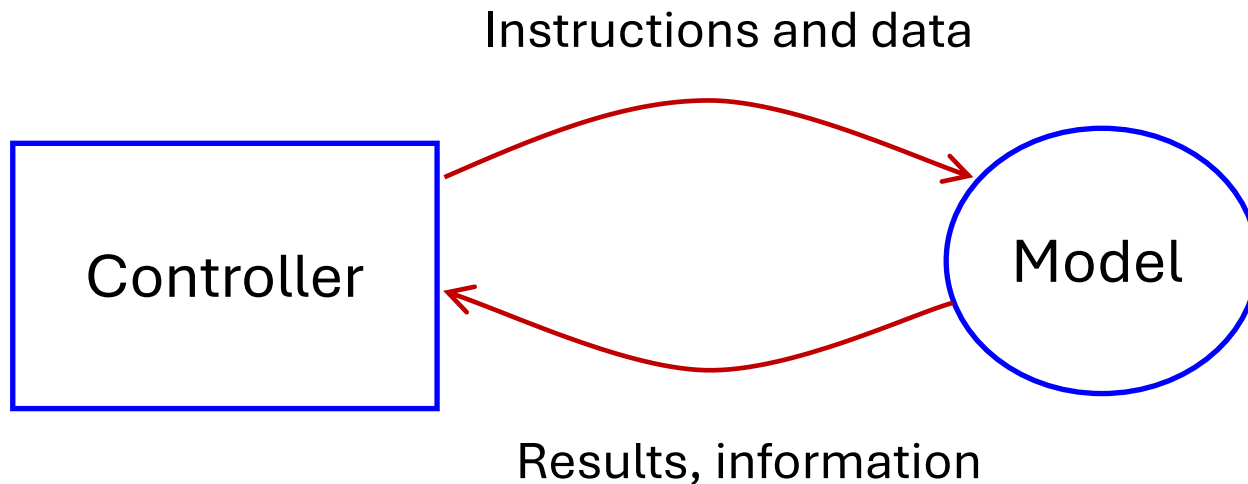 Instructions and data
Controller
Model
Results, information